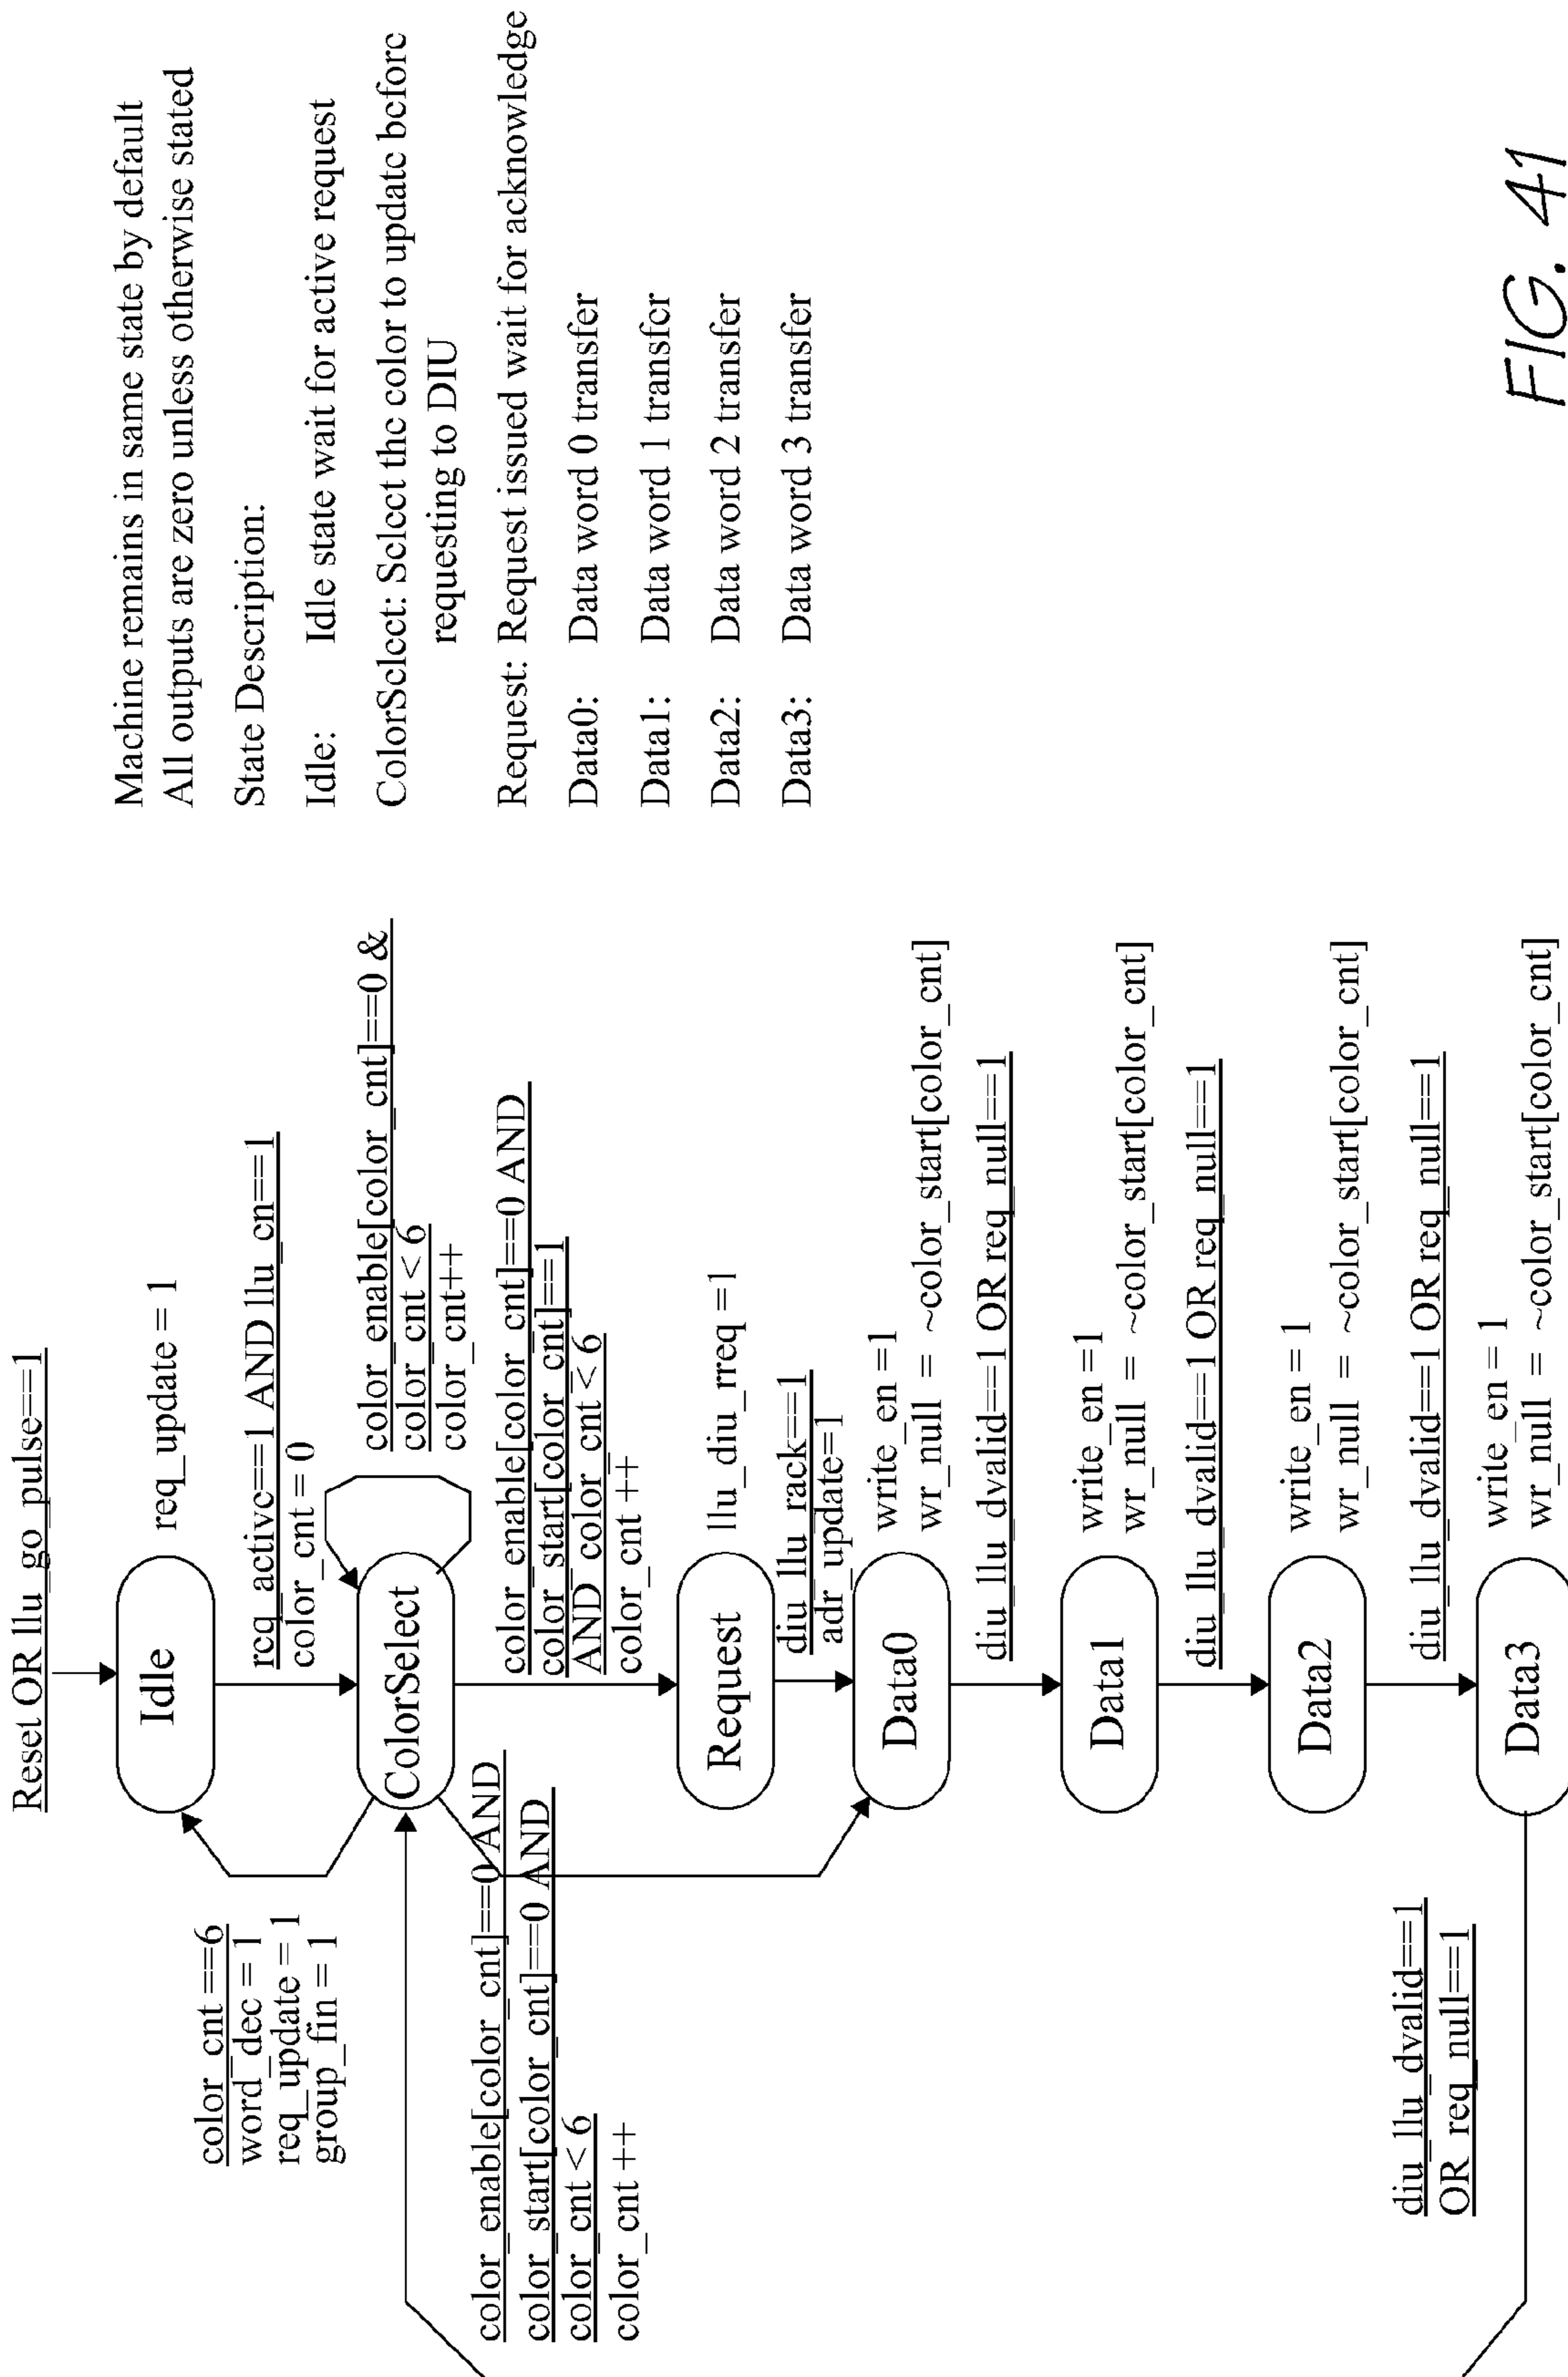 Reset OR llu_go_pulse==1
Idle
req_update = 1
req_active==1 AND llu_cn==1
color_cnt = 0
color_cnt ==6
word_dec = 1
req_update = 1
group_fin = 1
ColorSelect
color_enable[color_cnt]==0 &
color_cnt < 6
color_cnt++
color_enable[color_cnt]==0 AND
color_start[color_cnt]==1
AND color_cnt < 6
color_cnt ++
color_enable[color_cnt]==0 AND
color_start[color_cnt]==0 AND
color_cnt < 6
color_cnt ++
Request
llu_diu_rreq =1
diu_llu_rack==1
adr_update=1
Data0
write_en =1
wr_null = ~color_start[color_cnt]
diu_llu_dvalid==1 OR req_null==1
Data1
write_en =1
wr_null = ~color_start[color_cnt]
diu_llu_dvalid==1 OR req_null==1
Data2
write_en = 1
wr_null = ~color_start[color_cnt]
diu_llu_dvalid==1 OR req_null==1
Data3
write_en = 1
wr_null = ~color_start[color_cnt]
diu_llu_dvalid==1
OR req_null==1
Machine remains in same state by default
All outputs are zero unless otherwise stated
State Description:
Idle: Idle state wait for active request
ColorSelect: Select the color to update before
requesting to DIU
Request: Request issued wait for acknowledge
Data0: Data word 0 transfer
Data1: Data word 1 transfer
Data2: Data word 2 transfer
Data3: Data word 3 transfer
FIG. 41